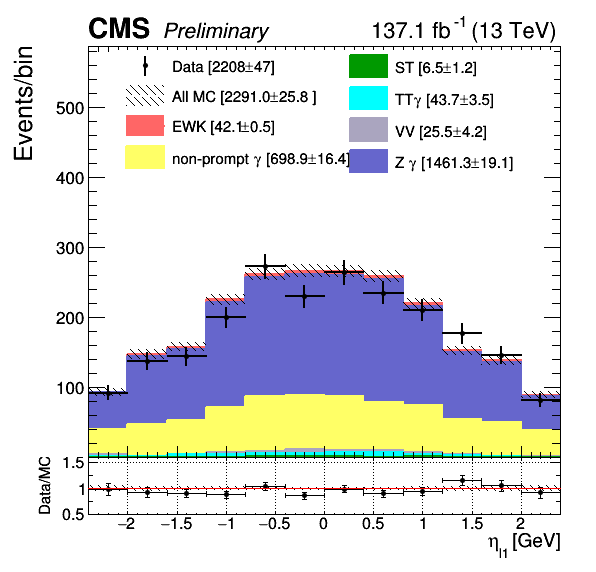 CMS Preliminary 137.1 fb⁻¹ (13 TeV)
Events/bin
Data [2208±47]
All MC [2291.0±25.8 ]
EWK [42.1±0.5]
non-prompt γ [698.9±16.4]
ST [6.5±1.2]
TTγ [43.7±3.5]
VV [25.5±4.2]
Z γ [1461.3±19.1]
500
400
300
200
100
Data/MC
1.5
1
0.5
−2 −1.5 −1 −0.5 0 0.5 1 1.5 2
η_l1 [GeV]